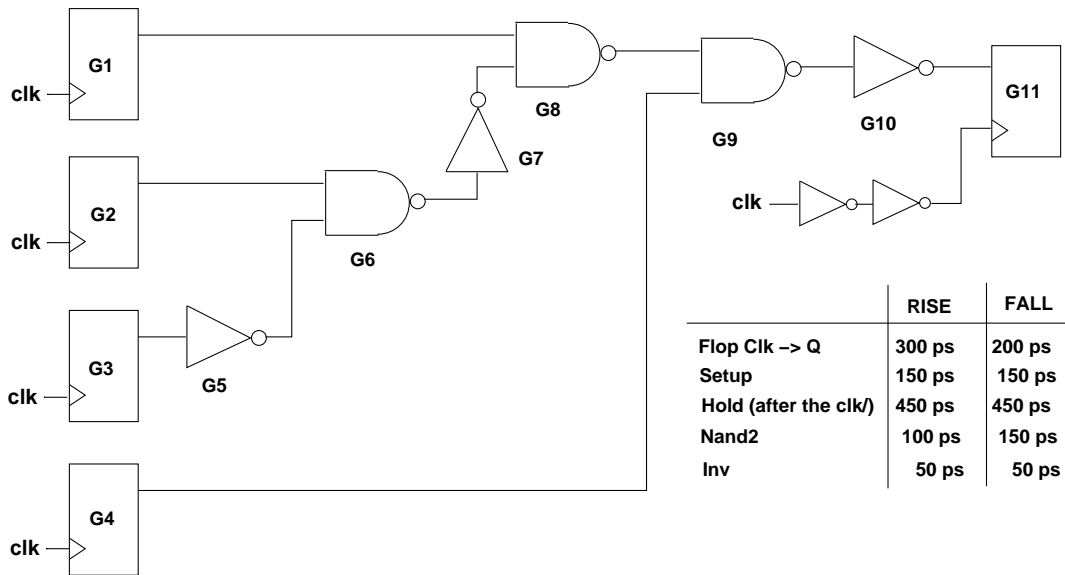 G1
clk
G8
G9
G10
G11
clk
G7
G2
clk
G6
G3
clk
G5
G4
clk
RISE FALL
Flop Clk −> Q 300 ps 200 ps
Setup 150 ps 150 ps
Hold (after the clk/) 450 ps 450 ps
Nand2 100 ps 150 ps
Inv 50 ps 50 ps